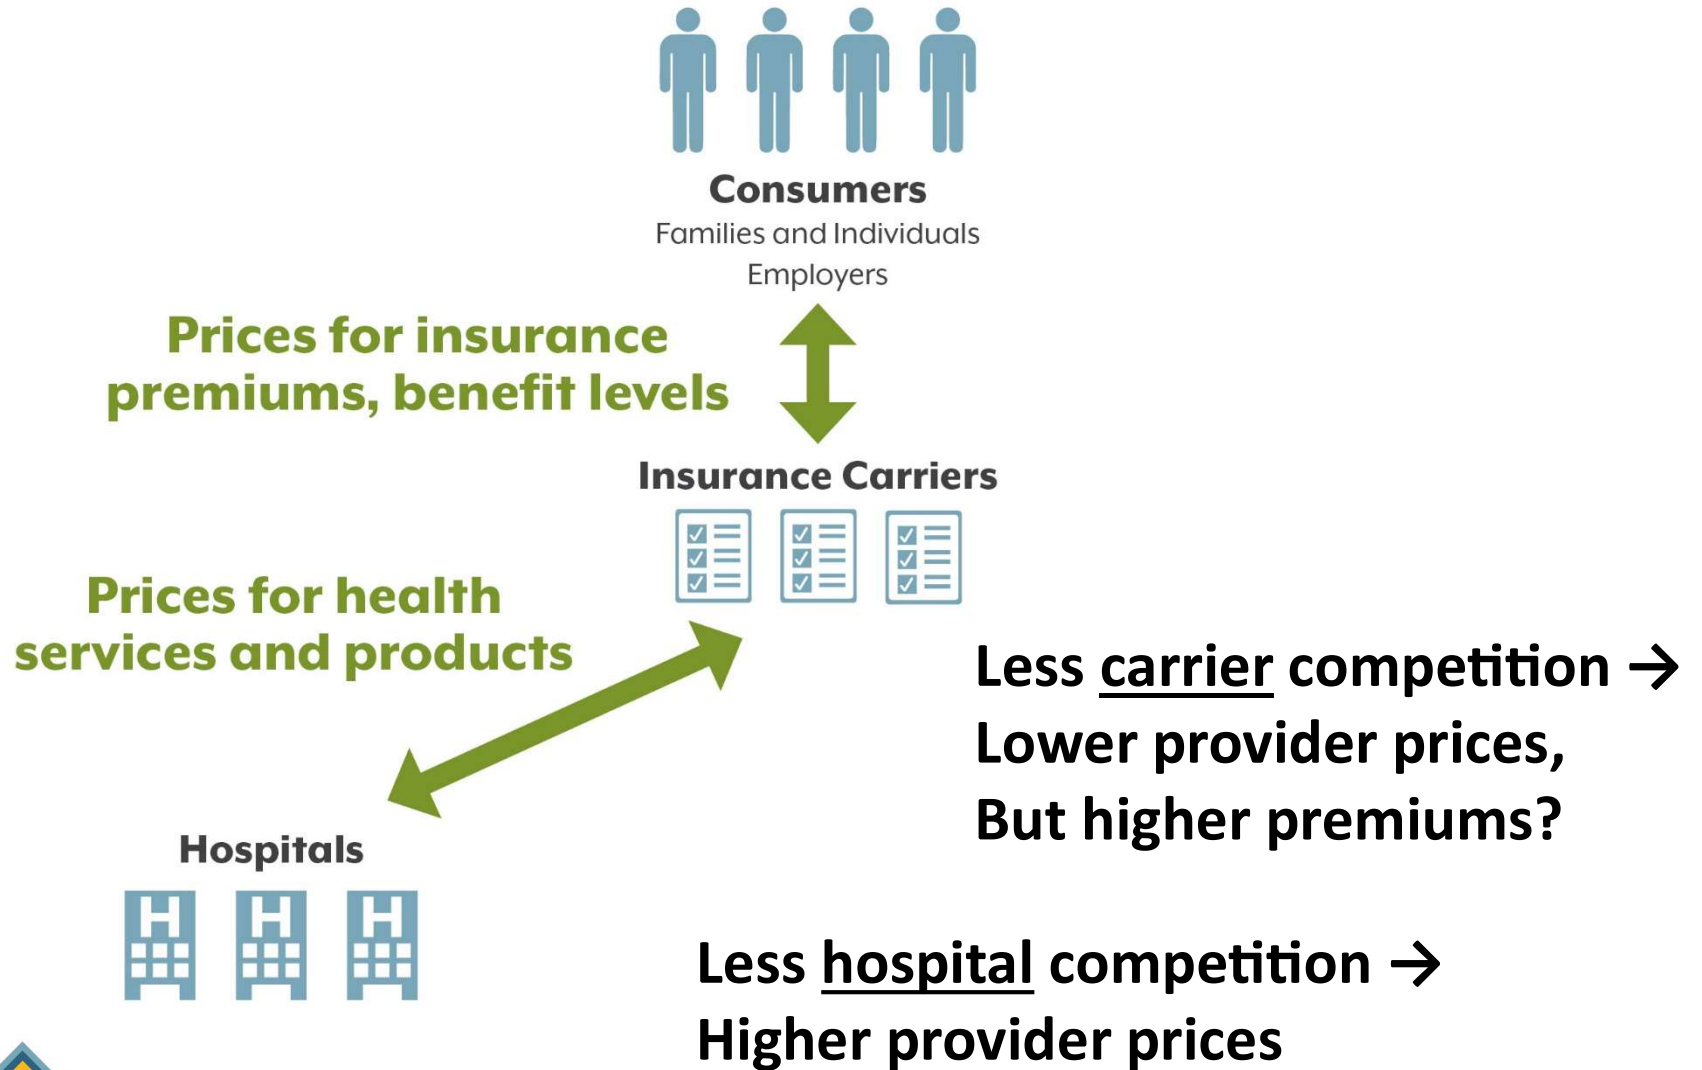 Consumers
Families and Individuals
Employers
Prices for insurance
premiums, benefit levels
Insurance Carriers
Prices for health
services and products
Less carrier competition →
Lower provider prices,
But higher premiums?
Hospitals
H H H
Less hospital competition →
Higher provider prices